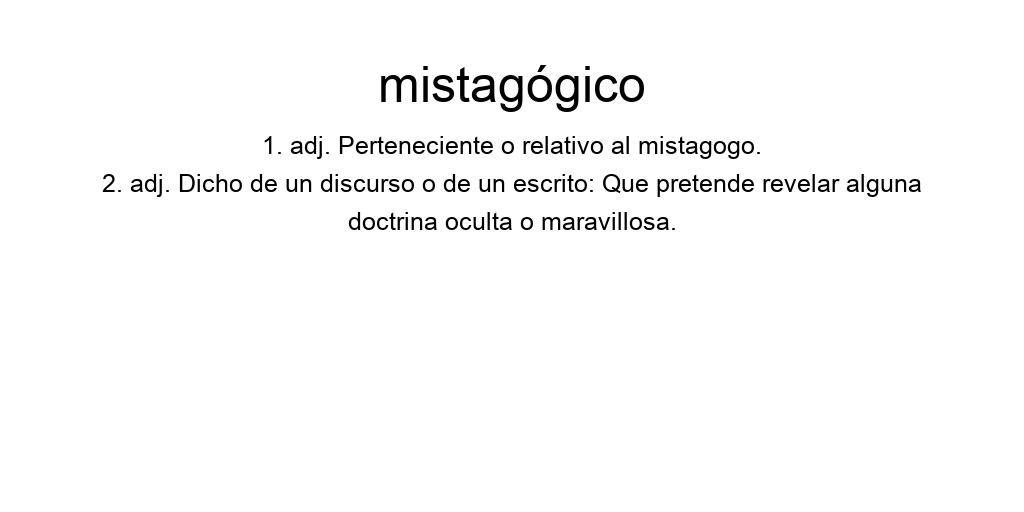 mistagógico
1. adj. Perteneciente o relativo al mistagogo.
2. adj. Dicho de un discurso o de un escrito: Que pretende revelar alguna
doctrina oculta o maravillosa.